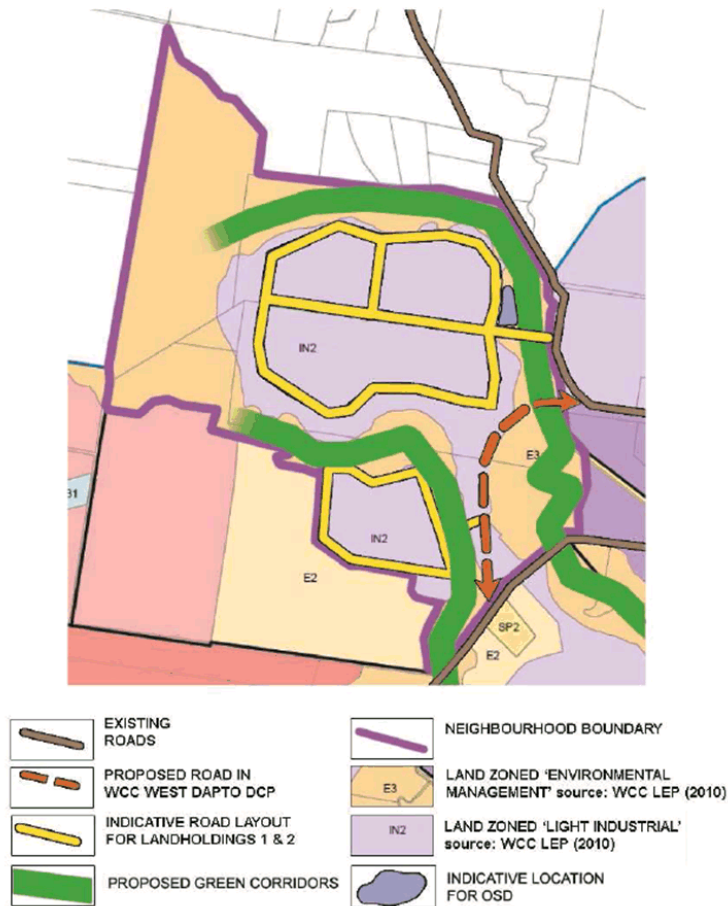 IN2
E3
31
IN2
E2
SP2
E2
EXISTING
ROADS
NEIGHBOURHOOD BOUNDARY
PROPOSED ROAD IN
WCC WEST DAPTO DCP
E3
LAND ZONED 'ENVIRONMENTAL
MANAGEMENT' source: WCC LEP (2010)
INDICATIVE ROAD LAYOUT
FOR LANDHOLDINGS 1 & 2
IN2
LAND ZONED 'LIGHT INDUSTRIAL'
source: WCC LEP (2010)
PROPOSED GREEN CORRIDORS
INDICATIVE LOCATION
FOR OSD